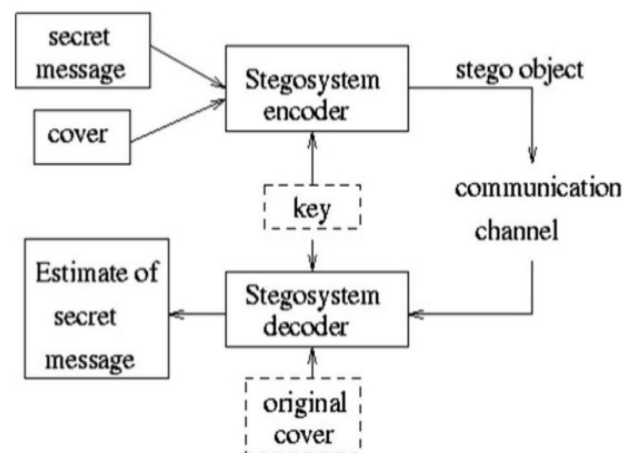 secret
message
cover
Stegosystem
encoder
stego object
communication
channel
key
Estimate of
secret
message
Stegosystem
decoder
original
cover